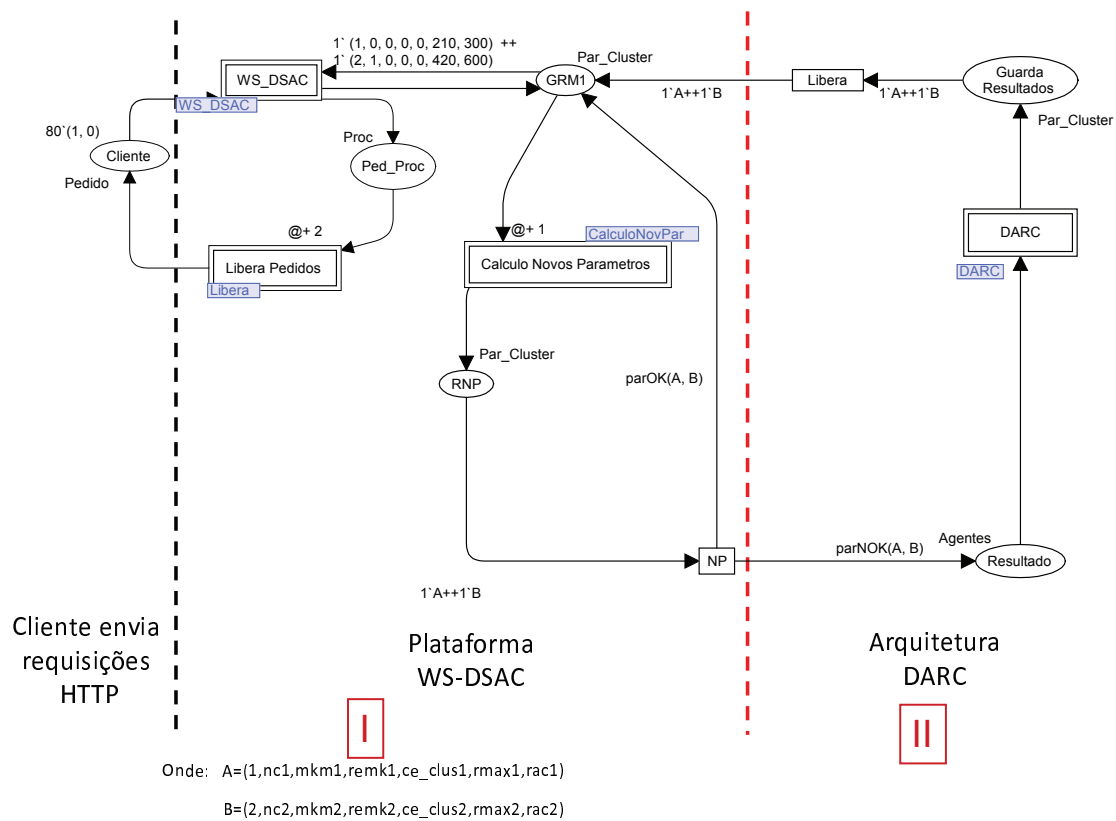 1` (1, 0, 0, 0, 0, 210, 300) ++
1` (2, 1, 0, 0, 0, 420, 600)
WS_DSAC
WS_DSAC
80`(1, 0)
Cliente
Pedido
Proc
Ped_Proc
@+ 2
Libera Pedidos
Libera
Par_Cluster
GRM1
1`A++1`B
Libera
1`A++1`B
Guarda
Resultados
Par_Cluster
@+ 1
CalculoNovPar
Calculo Novos Parametros
DARC
DARC
Par_Cluster
RNP
parOK(A, B)
NP
parNOK(A, B)
Agentes
Resultado
1`A++1`B
Cliente envia
requisições
HTTP
Plataforma
WS-DSAC
Arquitetura
DARC
I
II
Onde: A=(1,nc1,mkm1,remk1,ce_clus1,rmax1,rac1)
B=(2,nc2,mkm2,remk2,ce_clus2,rmax2,rac2)